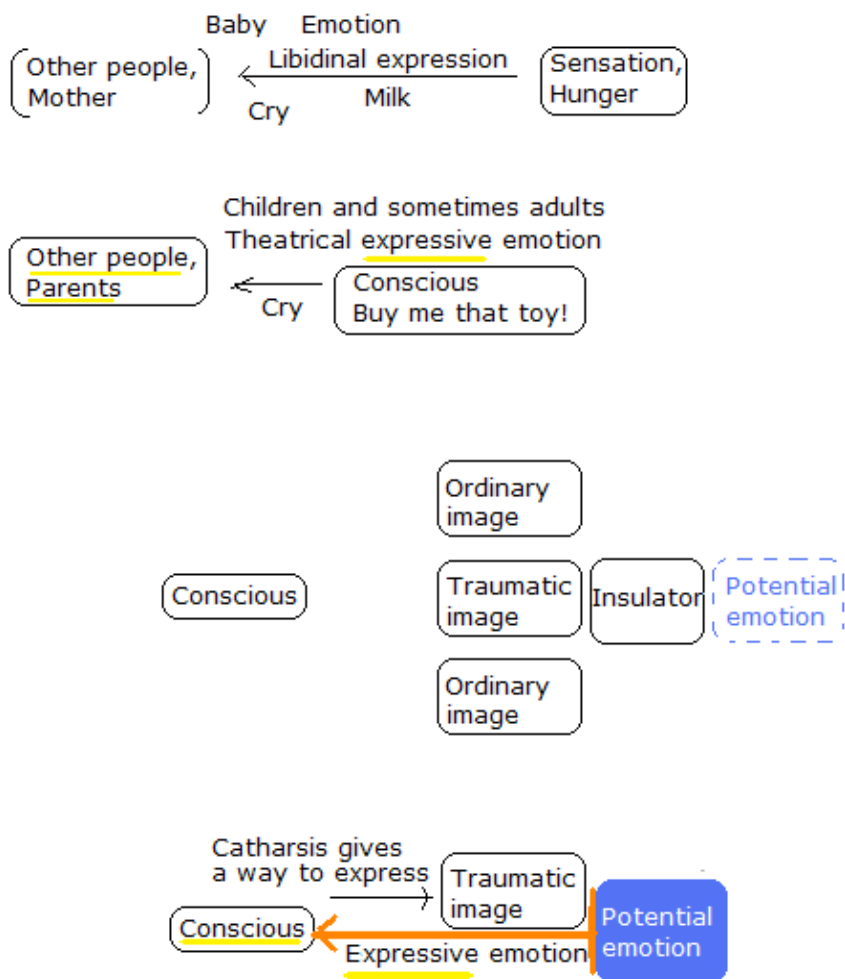 Baby Emotion
Other people,
Mother
Libidinal expression
Cry
Milk
Sensation,
Hunger
Children and sometimes adults
Theatrical expressive emotion
Other people,
Parents
Cry
Conscious
Buy me that toy!
Ordinary
image
Conscious
Traumatic
image
Insulator
Potential
emotion
Ordinary
image
Catharsis gives
a way to express
Traumatic
image
Conscious
Expressive emotion
Potential
emotion